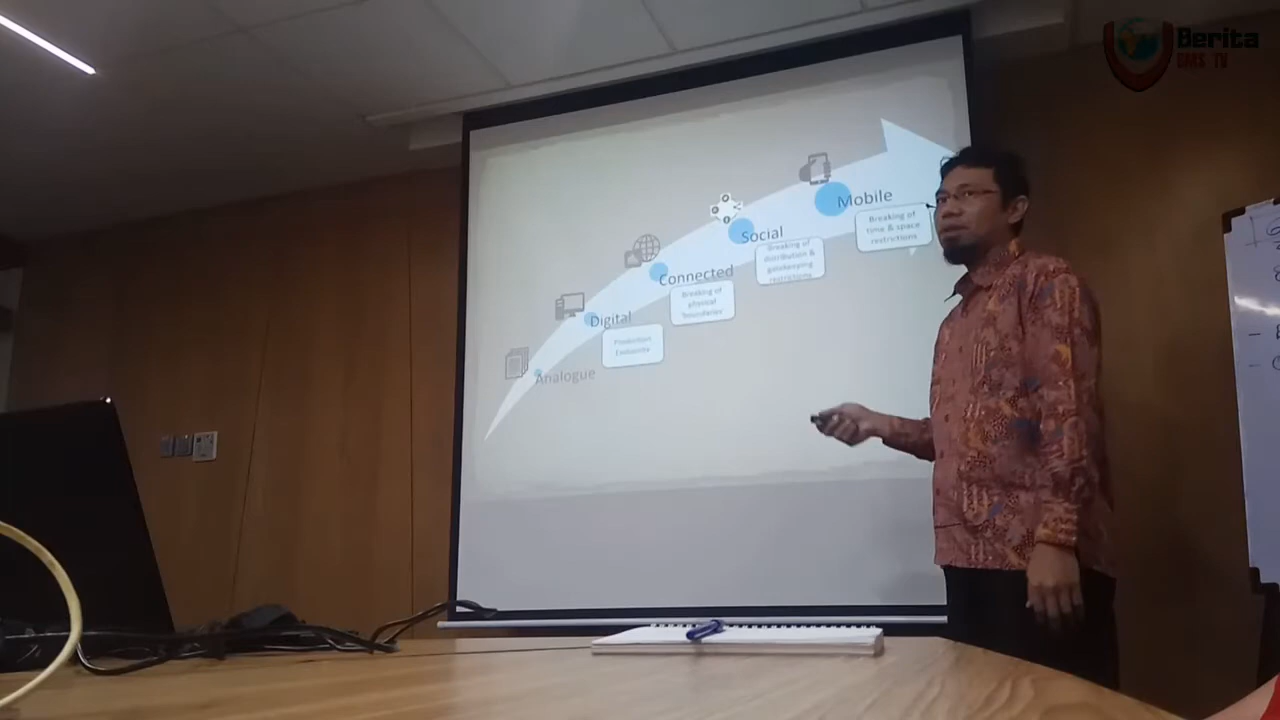 Berita
Mobile
Breaking of
time & space
restrictions
Social
Breaking of
distribution &
gatekeeping
restrictions
Connected
Breaking of
physical
boundaries
Digital
Production
Analogue